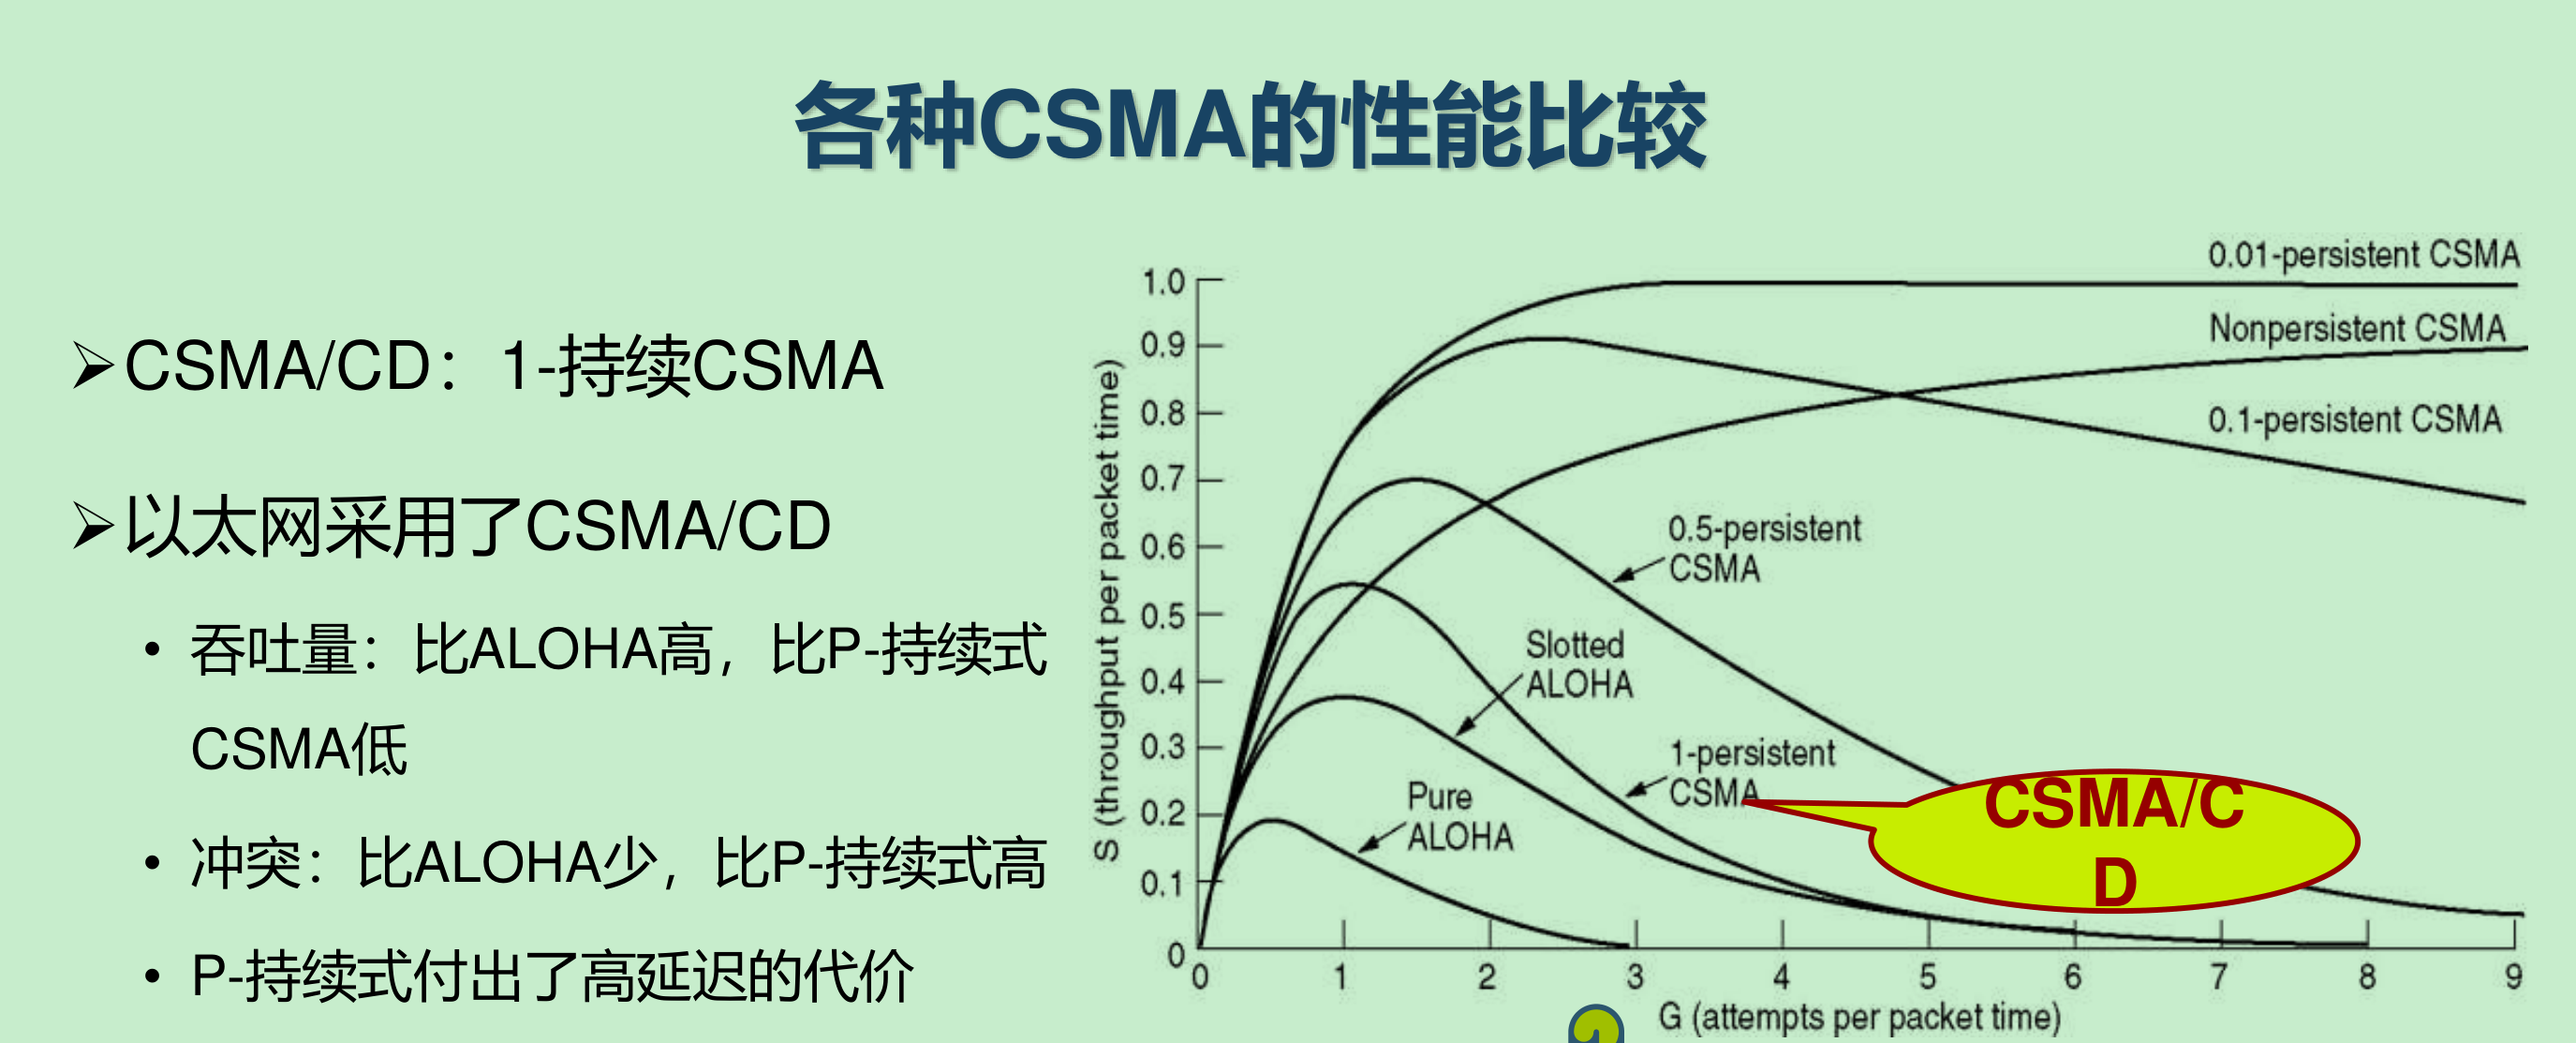 各种CSMA的性能比较
➢CSMA/CD：1-持续CSMA
➢以太网采用了CSMA/CD
• 吞吐量：比ALOHA高，比P-持续式
CSMA低
• 冲突：比ALOHA少，比P-持续式高
• P-持续式付出了高延迟的代价
S (throughput per packet time)
1.0
0.9
0.8
0.7
0.6
0.5
0.4
0.3
0.2
0.1
0
0.01-persistent CSMA
Nonpersistent CSMA
0.1-persistent CSMA
0.5-persistent
CSMA
Slotted
ALOHA
1-persistent
CSMA
Pure
ALOHA
CSMA/C
D
0 1 2 3 4 5 6 7 8 9
G (attempts per packet time)